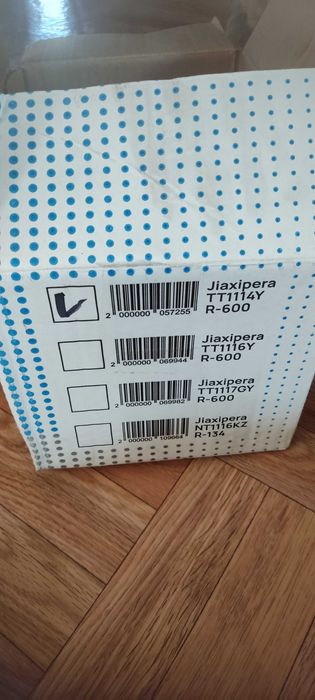 Jiaxipera
TT1114Y
R-600
2 000000 057255
Jiaxipera
TT1116Y
R-600
2 000000 069944
Jiaxipera
TT1117GY
R-600
2 000000 069982
Jiaxipera
NT1116KZ
R-134
2 000000 109664